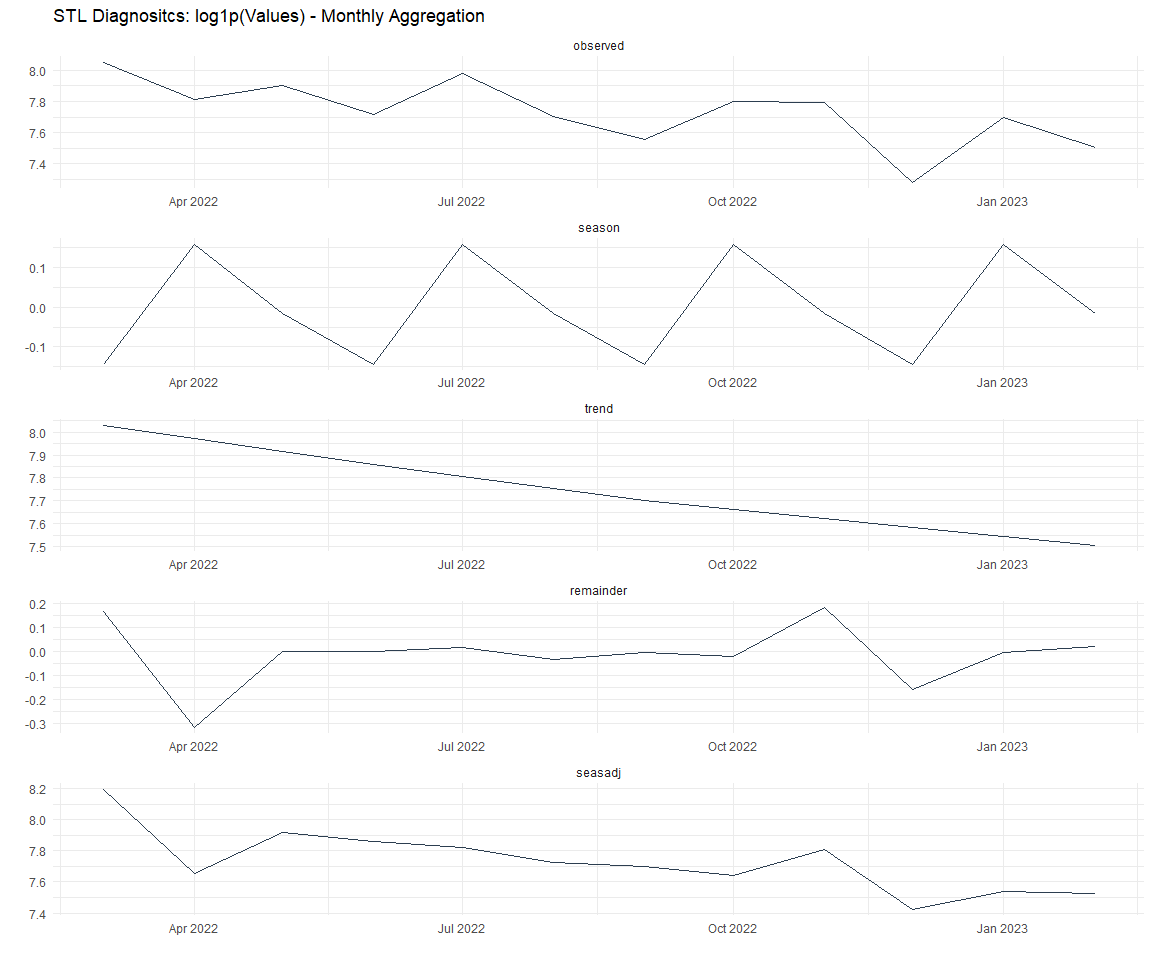 STL Diagnositcs: log1p(Values) - Monthly Aggregation
observed
8.0
7.8
7.6
7.4
Apr 2022 Jul 2022 Oct 2022 Jan 2023
season
0.1
0.0
-0.1
Apr 2022 Jul 2022 Oct 2022 Jan 2023
trend
8.0
7.9
7.8
7.7
7.6
7.5
Apr 2022 Jul 2022 Oct 2022 Jan 2023
remainder
0.2
0.1
0.0
-0.1
-0.2
-0.3
Apr 2022 Jul 2022 Oct 2022 Jan 2023
seasadj
8.2
8.0
7.8
7.6
7.4
Apr 2022 Jul 2022 Oct 2022 Jan 2023